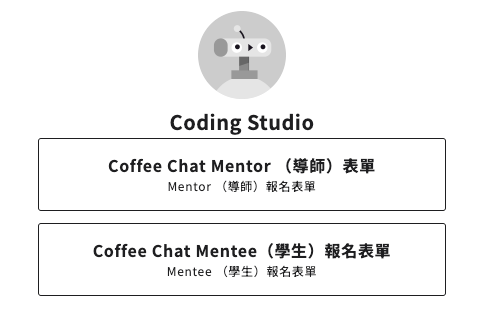 Coding Studio
Coffee Chat Mentor （導師）表單
Mentor （導師）報名表單
Coffee Chat Mentee（學生）報名表單
Mentee （學生）報名表單